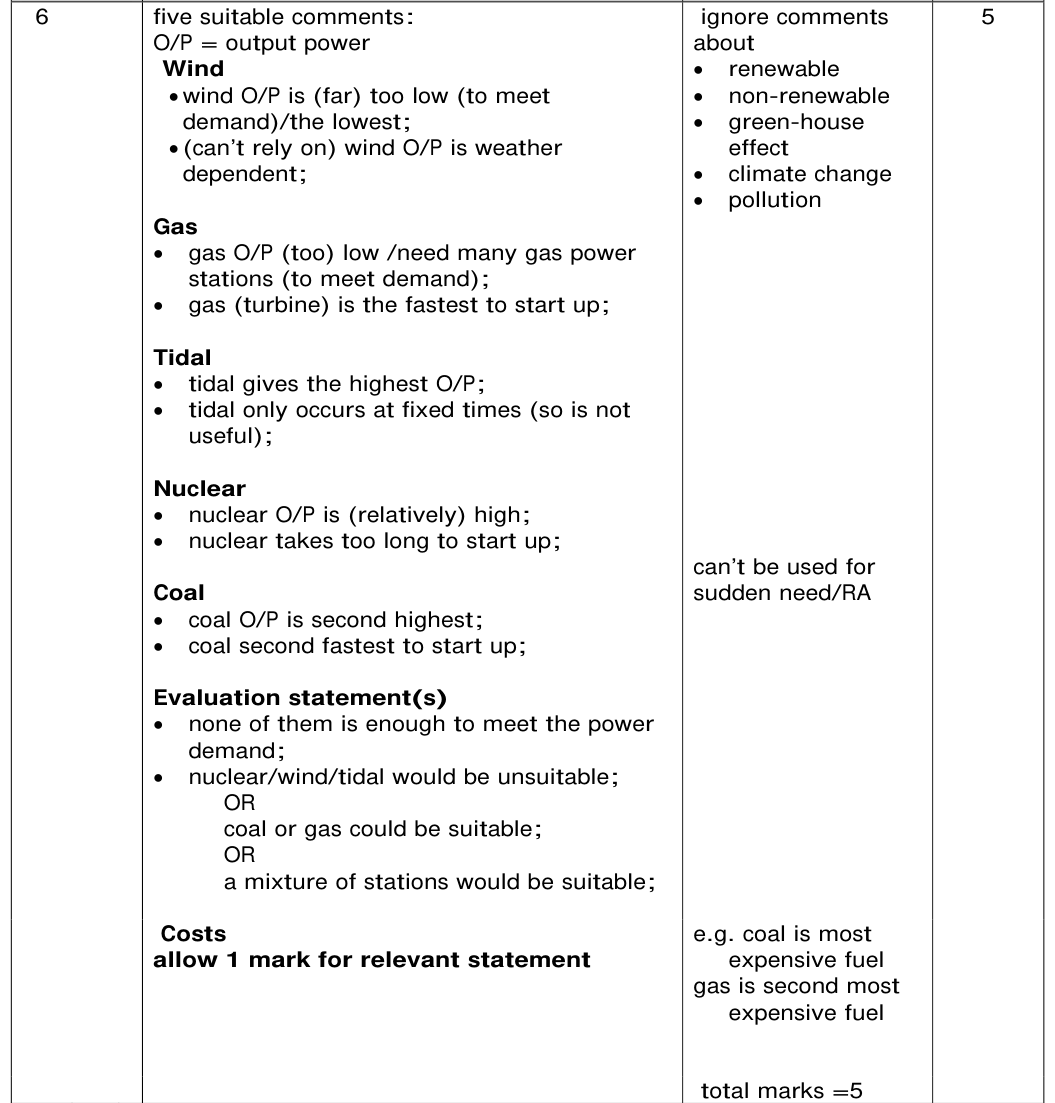 6
five suitable comments:
O/P = output power
Wind
• wind O/P is (far) too low (to meet
demand)/the lowest;
• (can't rely on) wind O/P is weather
dependent;
Gas
• gas O/P (too) low /need many gas power
stations (to meet demand);
• gas (turbine) is the fastest to start up;
Tidal
• tidal gives the highest O/P;
• tidal only occurs at fixed times (so is not
useful);
Nuclear
• nuclear O/P is (relatively) high;
• nuclear takes too long to start up;
Coal
• coal O/P is second highest;
• coal second fastest to start up;
Evaluation statement(s)
• none of them is enough to meet the power
demand;
• nuclear/wind/tidal would be unsuitable;
OR
coal or gas could be suitable;
OR
a mixture of stations would be suitable;
Costs
allow 1 mark for relevant statement
ignore comments
about
• renewable
• non-renewable
• green-house
effect
• climate change
• pollution
can't be used for
sudden need/RA
e.g. coal is most
expensive fuel
gas is second most
expensive fuel
total marks =5
5